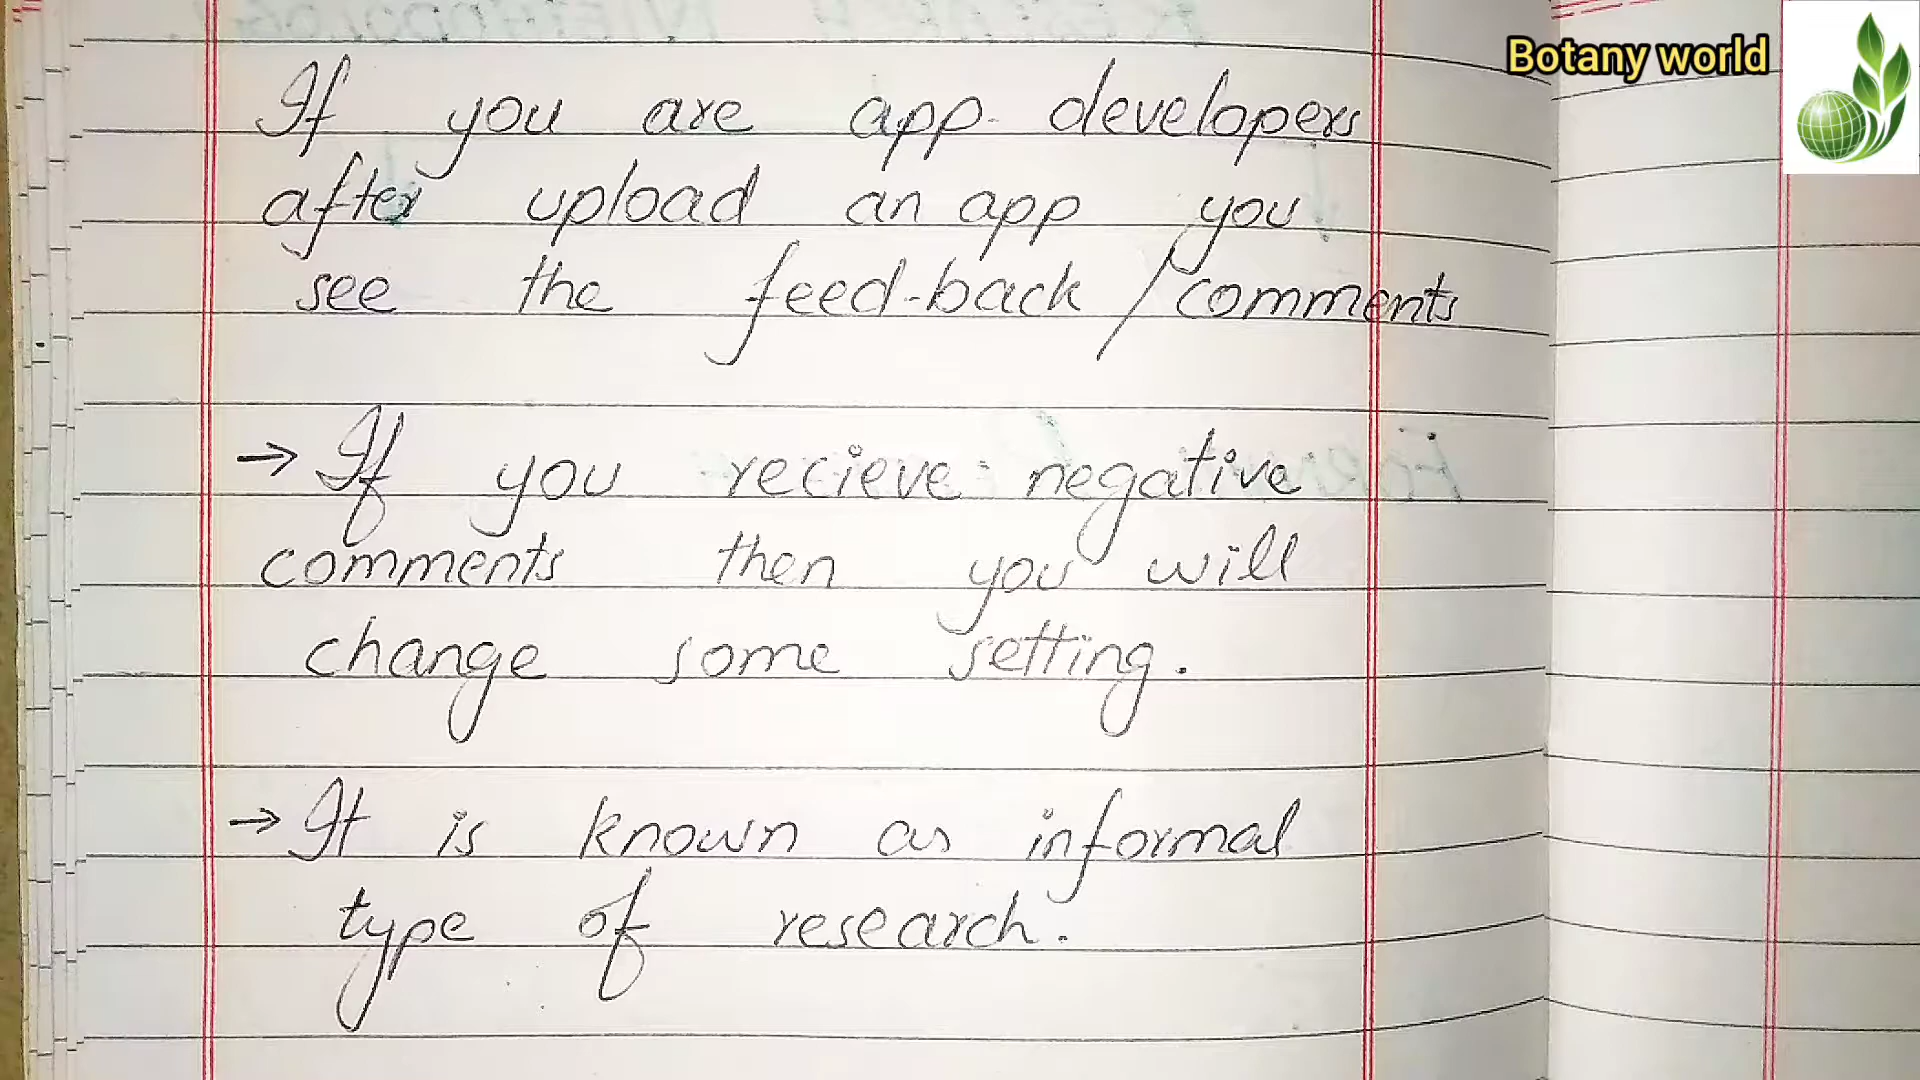 Botany world
If you are app developers
after upload an app you
see the feed-back / comments
→ If you recieve negative
comments then you will
change some setting.
→ It is known as informal
type of research.